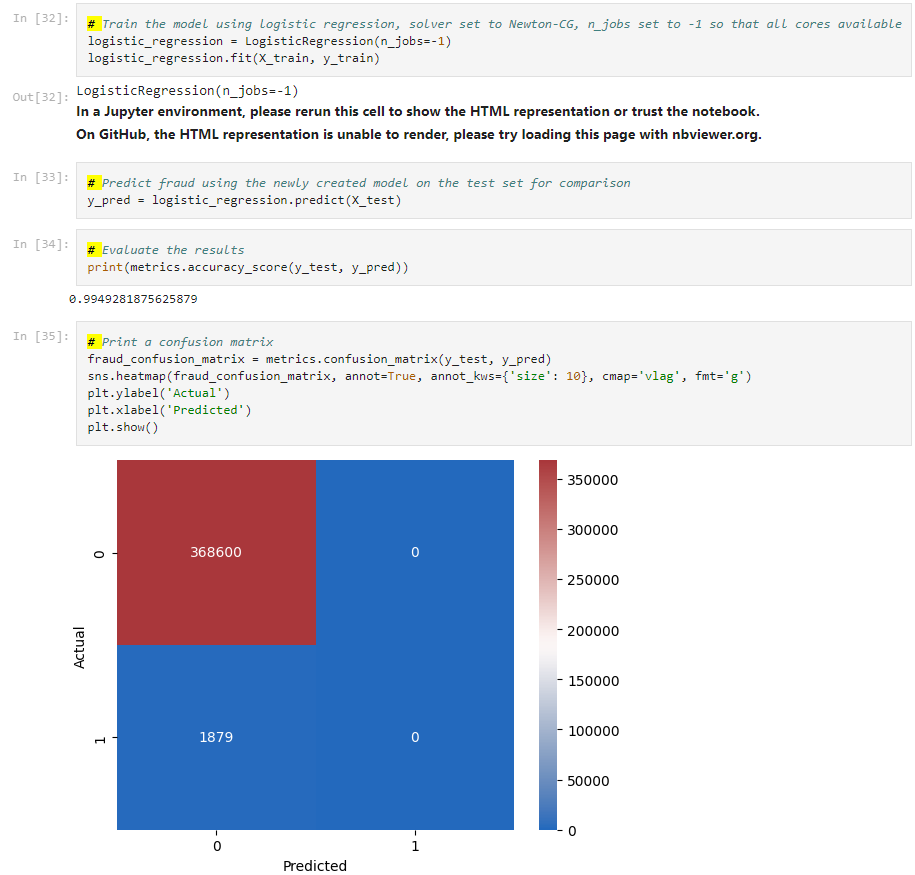 In [32]:
# Train the model using logistic regression, solver set to Newton-CG, n_jobs set to -1 so that all cores available
logistic_regression = LogisticRegression(n_jobs=-1)
logistic_regression.fit(X_train, y_train)
Out[32]:
LogisticRegression(n_jobs=-1)
In a Jupyter environment, please rerun this cell to show the HTML representation or trust the notebook.
On GitHub, the HTML representation is unable to render, please try loading this page with nbviewer.org.
In [33]:
# Predict fraud using the newly created model on the test set for comparison
y_pred = logistic_regression.predict(X_test)
In [34]:
# Evaluate the results
print(metrics.accuracy_score(y_test, y_pred))
0.9949281875625879
In [35]:
# Print a confusion matrix
fraud_confusion_matrix = metrics.confusion_matrix(y_test, y_pred)
sns.heatmap(fraud_confusion_matrix, annot=True, annot_kws={'size': 10}, cmap='vlag', fmt='g')
plt.ylabel('Actual')
plt.xlabel('Predicted')
plt.show()
Actual
0
1
368600
0
1879
0
0
1
Predicted
350000
300000
250000
200000
150000
100000
50000
0